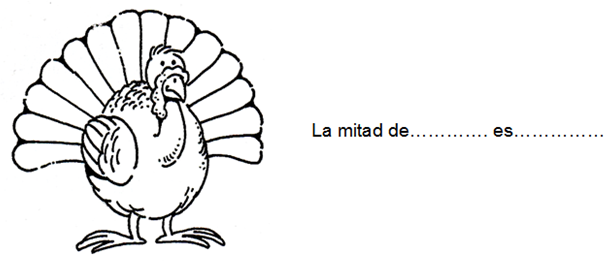 La mitad de…………. es……………